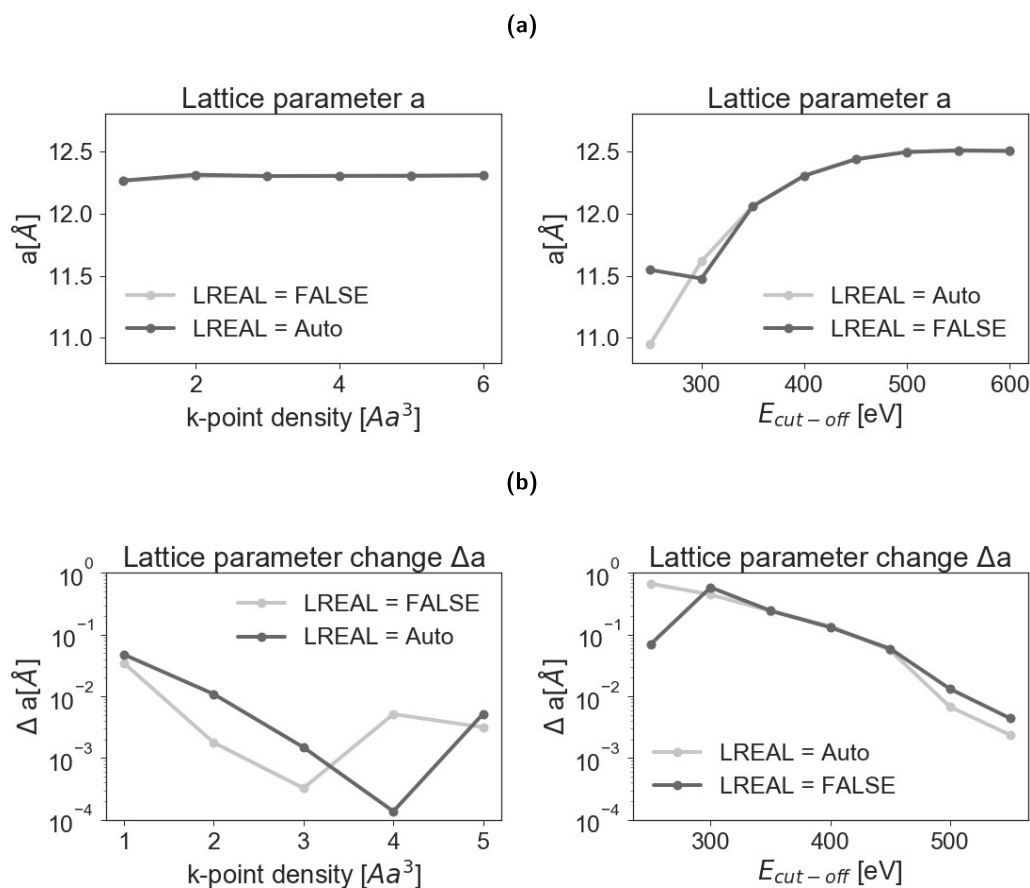 (a)
Lattice parameter a
12.5
12.0
11.5
11.0
a[Å]
LREAL = FALSE
LREAL = Auto
2
4
6
k-point density [Aa³]
Lattice parameter a
12.5
12.0
11.5
11.0
a[Å]
LREAL = Auto
LREAL = FALSE
300
400
500
600
E_{cut-off} [eV]
(b)
Lattice parameter change Δa
10⁰
10⁻¹
10⁻²
10⁻³
10⁻⁴
Δ a[Å]
LREAL = FALSE
LREAL = Auto
1
2
3
4
5
k-point density [Aa³]
Lattice parameter change Δa
10⁰
10⁻¹
10⁻²
10⁻³
10⁻⁴
Δ a[Å]
LREAL = Auto
LREAL = FALSE
300
400
500
E_{cut-off} [eV]